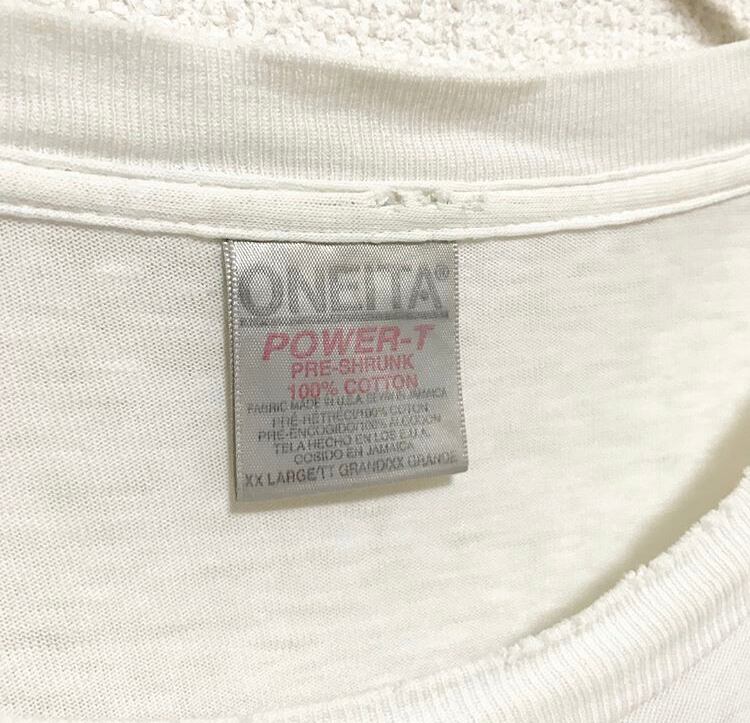 ONEITA®
POWER-T
PRE-SHRUNK
100% COTTON
FABRIC MADE IN U.S.A. SEWN IN JAMAICA
PRÉ-RÉTRÉCI/100% COTON
PRE-ENCOGIDO/100% ALGODON
TELA HECHO EN LOS E.U.A.
COSIDO EN JAMAICA
XX LARGE/TT GRAND/XX GRANDE